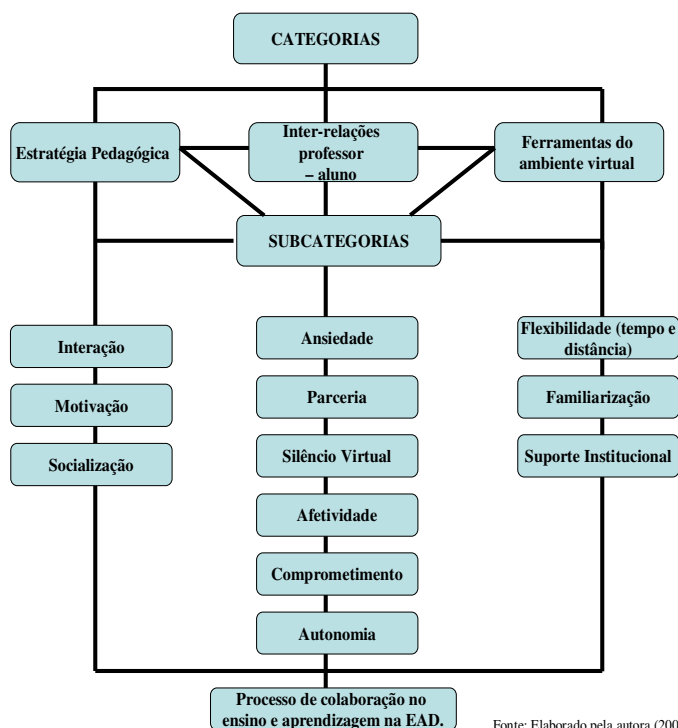 CATEGORIAS
Estratégia Pedagógica
Inter-relações
professor
– aluno
Ferramentas do
ambiente virtual
SUBCATEGORIAS
Interação
Motivação
Socialização
Ansiedade
Parceria
Silêncio Virtual
Afetividade
Comprometimento
Autonomia
Flexibilidade (tempo e
distância)
Familiarização
Suporte Institucional
Processo de colaboração no
ensino e aprendizagem na EAD.
Fonte: Elaborado pela autora (200